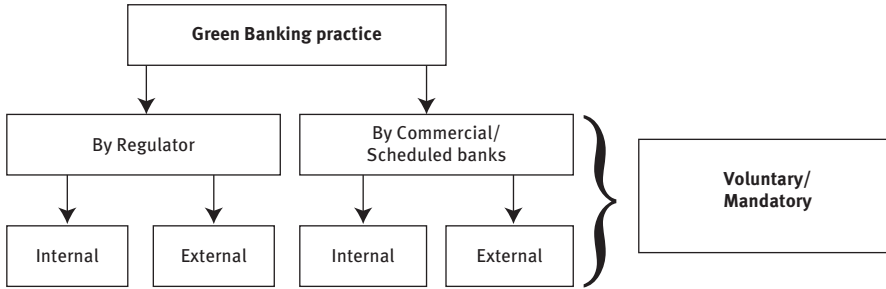 Green Banking practice
By Regulator
By Commercial/
Scheduled banks
Voluntary/
Mandatory
Internal
External
Internal
External